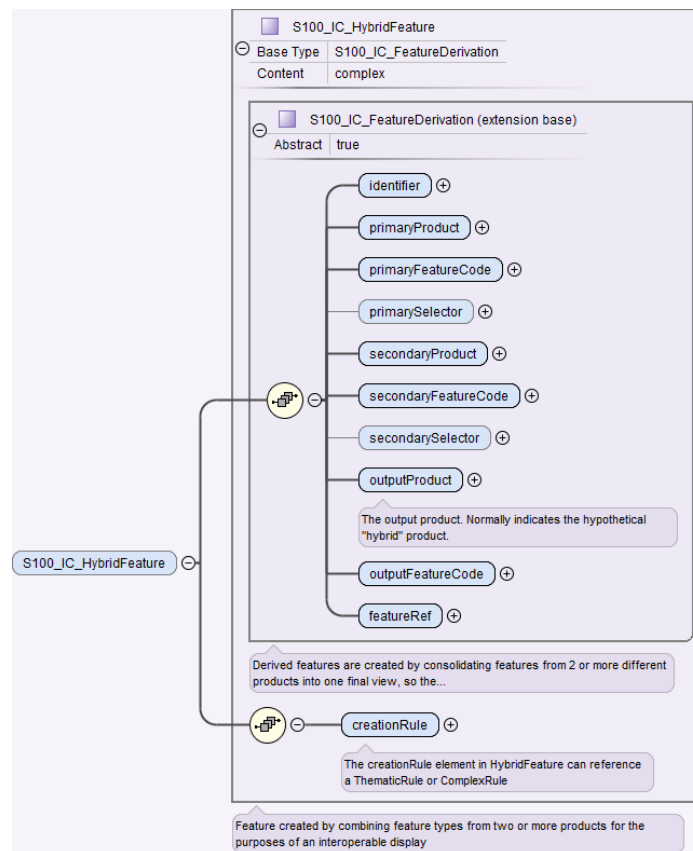 S100_IC_HybridFeature
Base Type S100_IC_FeatureDerivation
Content complex
S100_IC_FeatureDerivation (extension base)
Abstract true
identifier
primaryProduct
primaryFeatureCode
primarySelector
secondaryProduct
secondaryFeatureCode
secondarySelector
outputProduct
The output product. Normally indicates the hypothetical
"hybrid" product.
outputFeatureCode
featureRef
S100_IC_HybridFeature
Derived features are created by consolidating features from 2 or more different
products into one final view, so the...
creationRule
The creationRule element in HybridFeature can reference
a ThematicRule or ComplexRule
Feature created by combining feature types from two or more products for the
purposes of an interoperable display